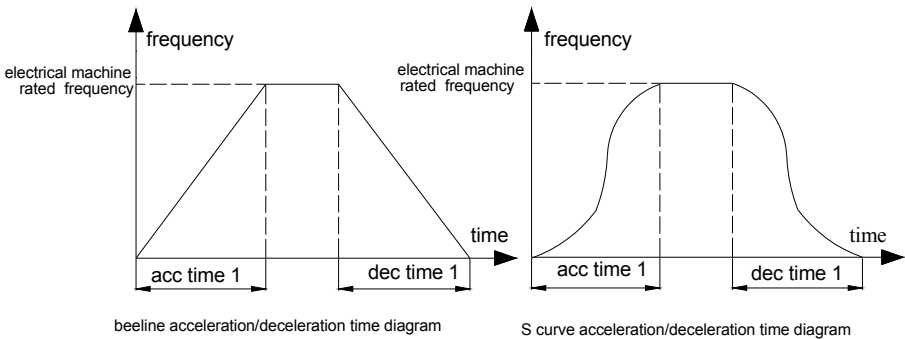 frequency
electrical machine
rated frequency
time
acc time 1
dec time 1
beeline acceleration/deceleration time diagram
frequency
electrical machine
rated frequency
time
acc time 1
dec time 1
S curve acceleration/deceleration time diagram